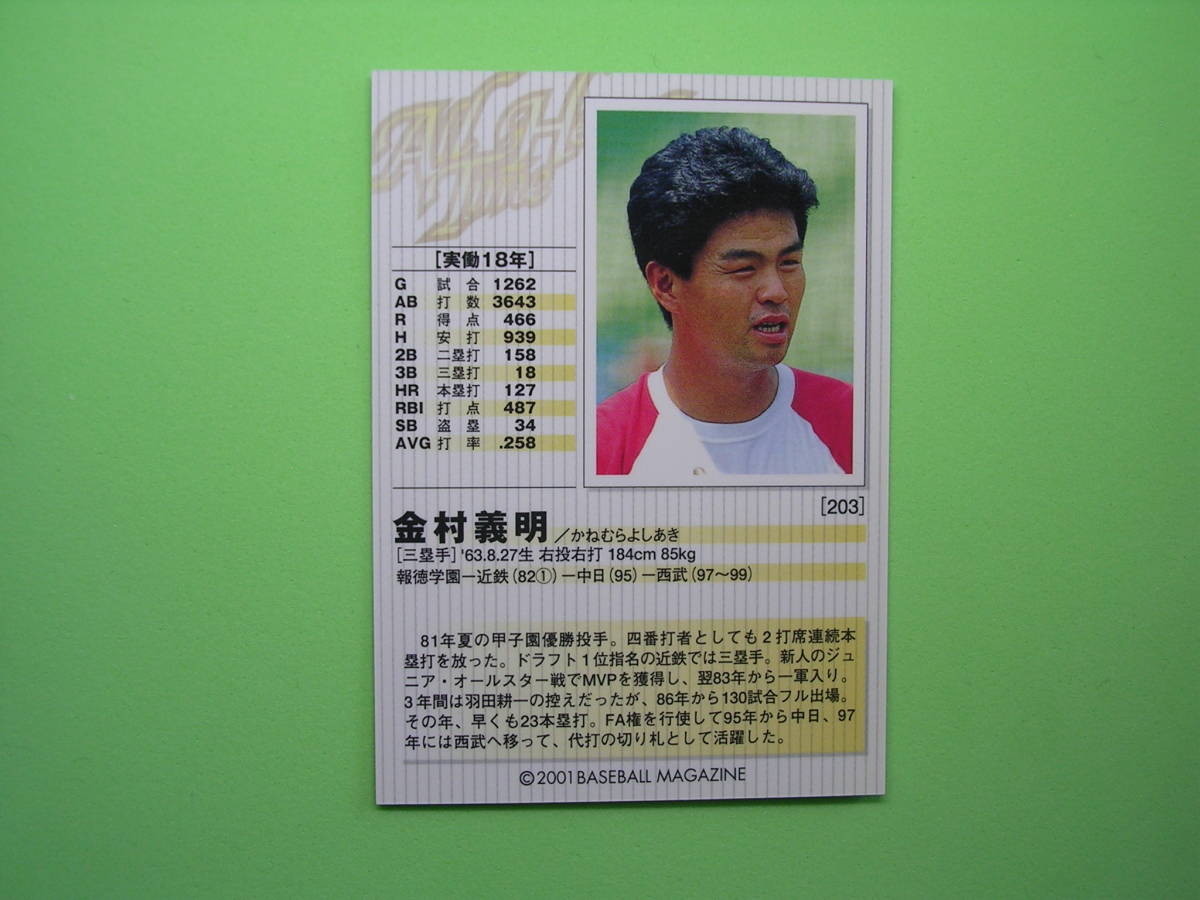 All
Time
[実働18年]
G 試合 1262
AB 打数 3643
R 得点 466
H 安打 939
2B 二塁打 158
3B 三塁打 18
HR 本塁打 127
RBI 打点 487
SB 盗塁 34
AVG 打率 .258
[203]
金村義明/かねむらよしあき
[三塁手] '63.8.27生 右投右打 184cm 85kg
報徳学園―近鉄(82①)―中日(95)―西武(97〜99)
81年夏の甲子園優勝投手。四番打者としても2打席連続本
塁打を放った。ドラフト1位指名の近鉄では三塁手。新人のジュ
ニア・オールスター戦でMVPを獲得し、翌83年から一軍入り。
3年間は羽田耕一の控えだったが、86年から130試合フル出場。
その年、早くも23本塁打。FA権を行使して95年から中日、97
年には西武へ移って、代打の切り札として活躍した。
©2001 BASEBALL MAGAZINE